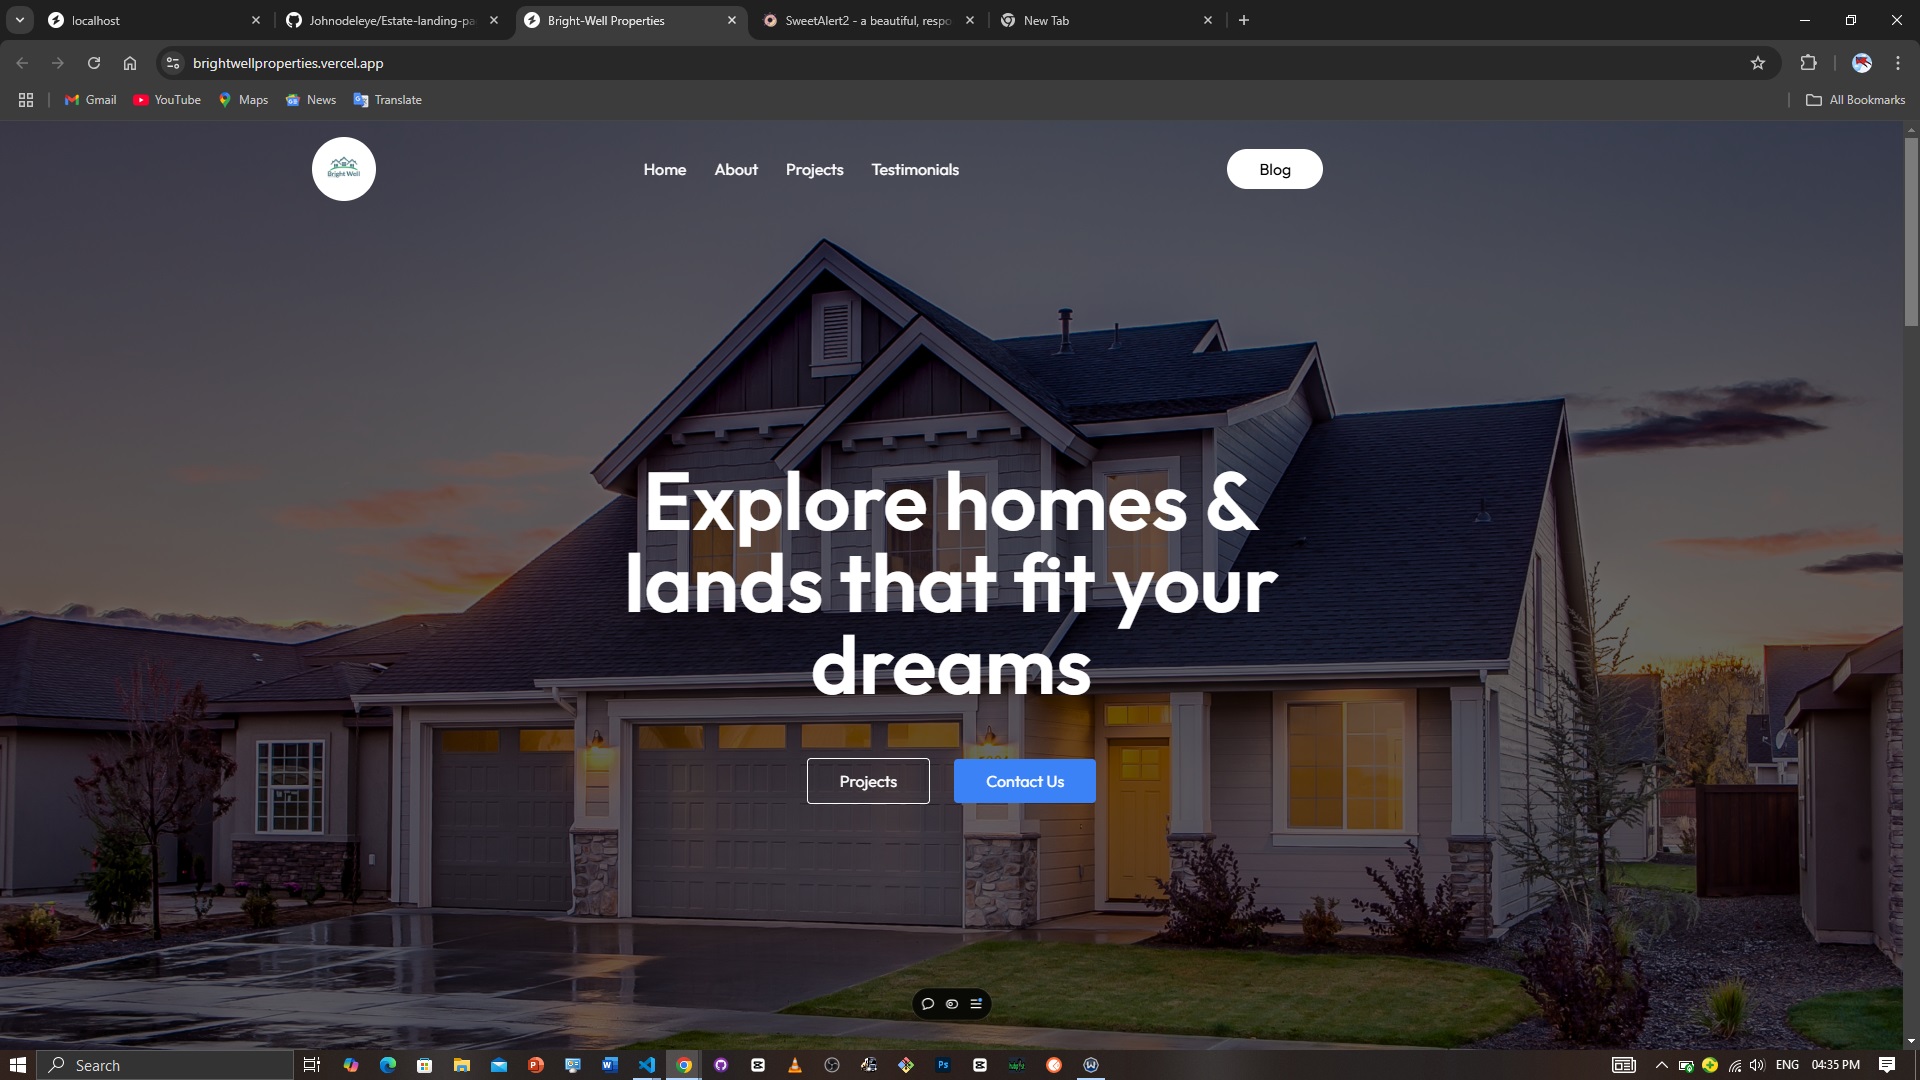 localhost
Johnodeleye/Estate-landing-pa
Bright-Well Properties
SweetAlert2 - a beautiful, respo
New Tab
brightwellproperties.vercel.app
Gmail
YouTube
Maps
News
Translate
All Bookmarks
Bright Well
Home
About
Projects
Testimonials
Blog
Explore homes &
lands that fit your
dreams
Projects
Contact Us
Search
ENG
04:35 PM